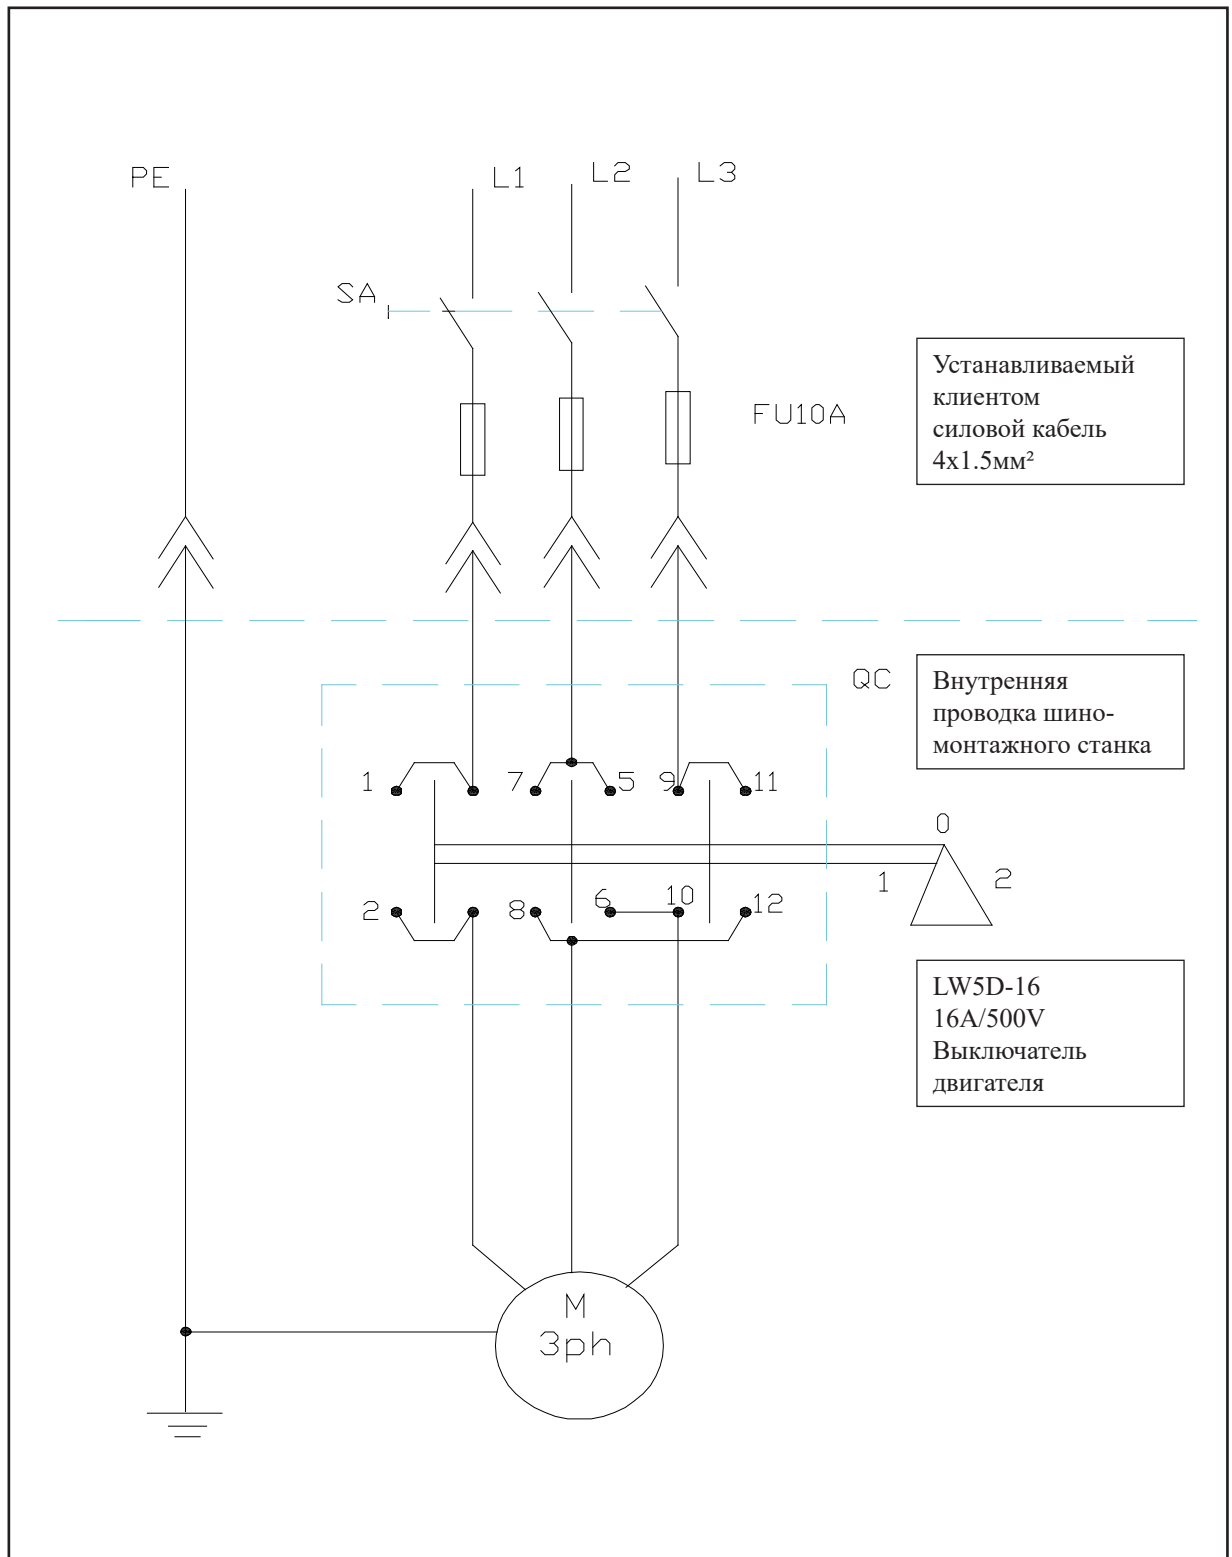 PE
L1
L2
L3
SA
FU10A
Устанавливаемый
клиентом
силовой кабель
4x1.5мм²
QC
Внутренняя
проводка шино-
монтажного станка
1
7
5
9
11
0
1
2
2
8
6
10
12
LW5D-16
16A/500V
Выключатель
двигателя
M
3ph